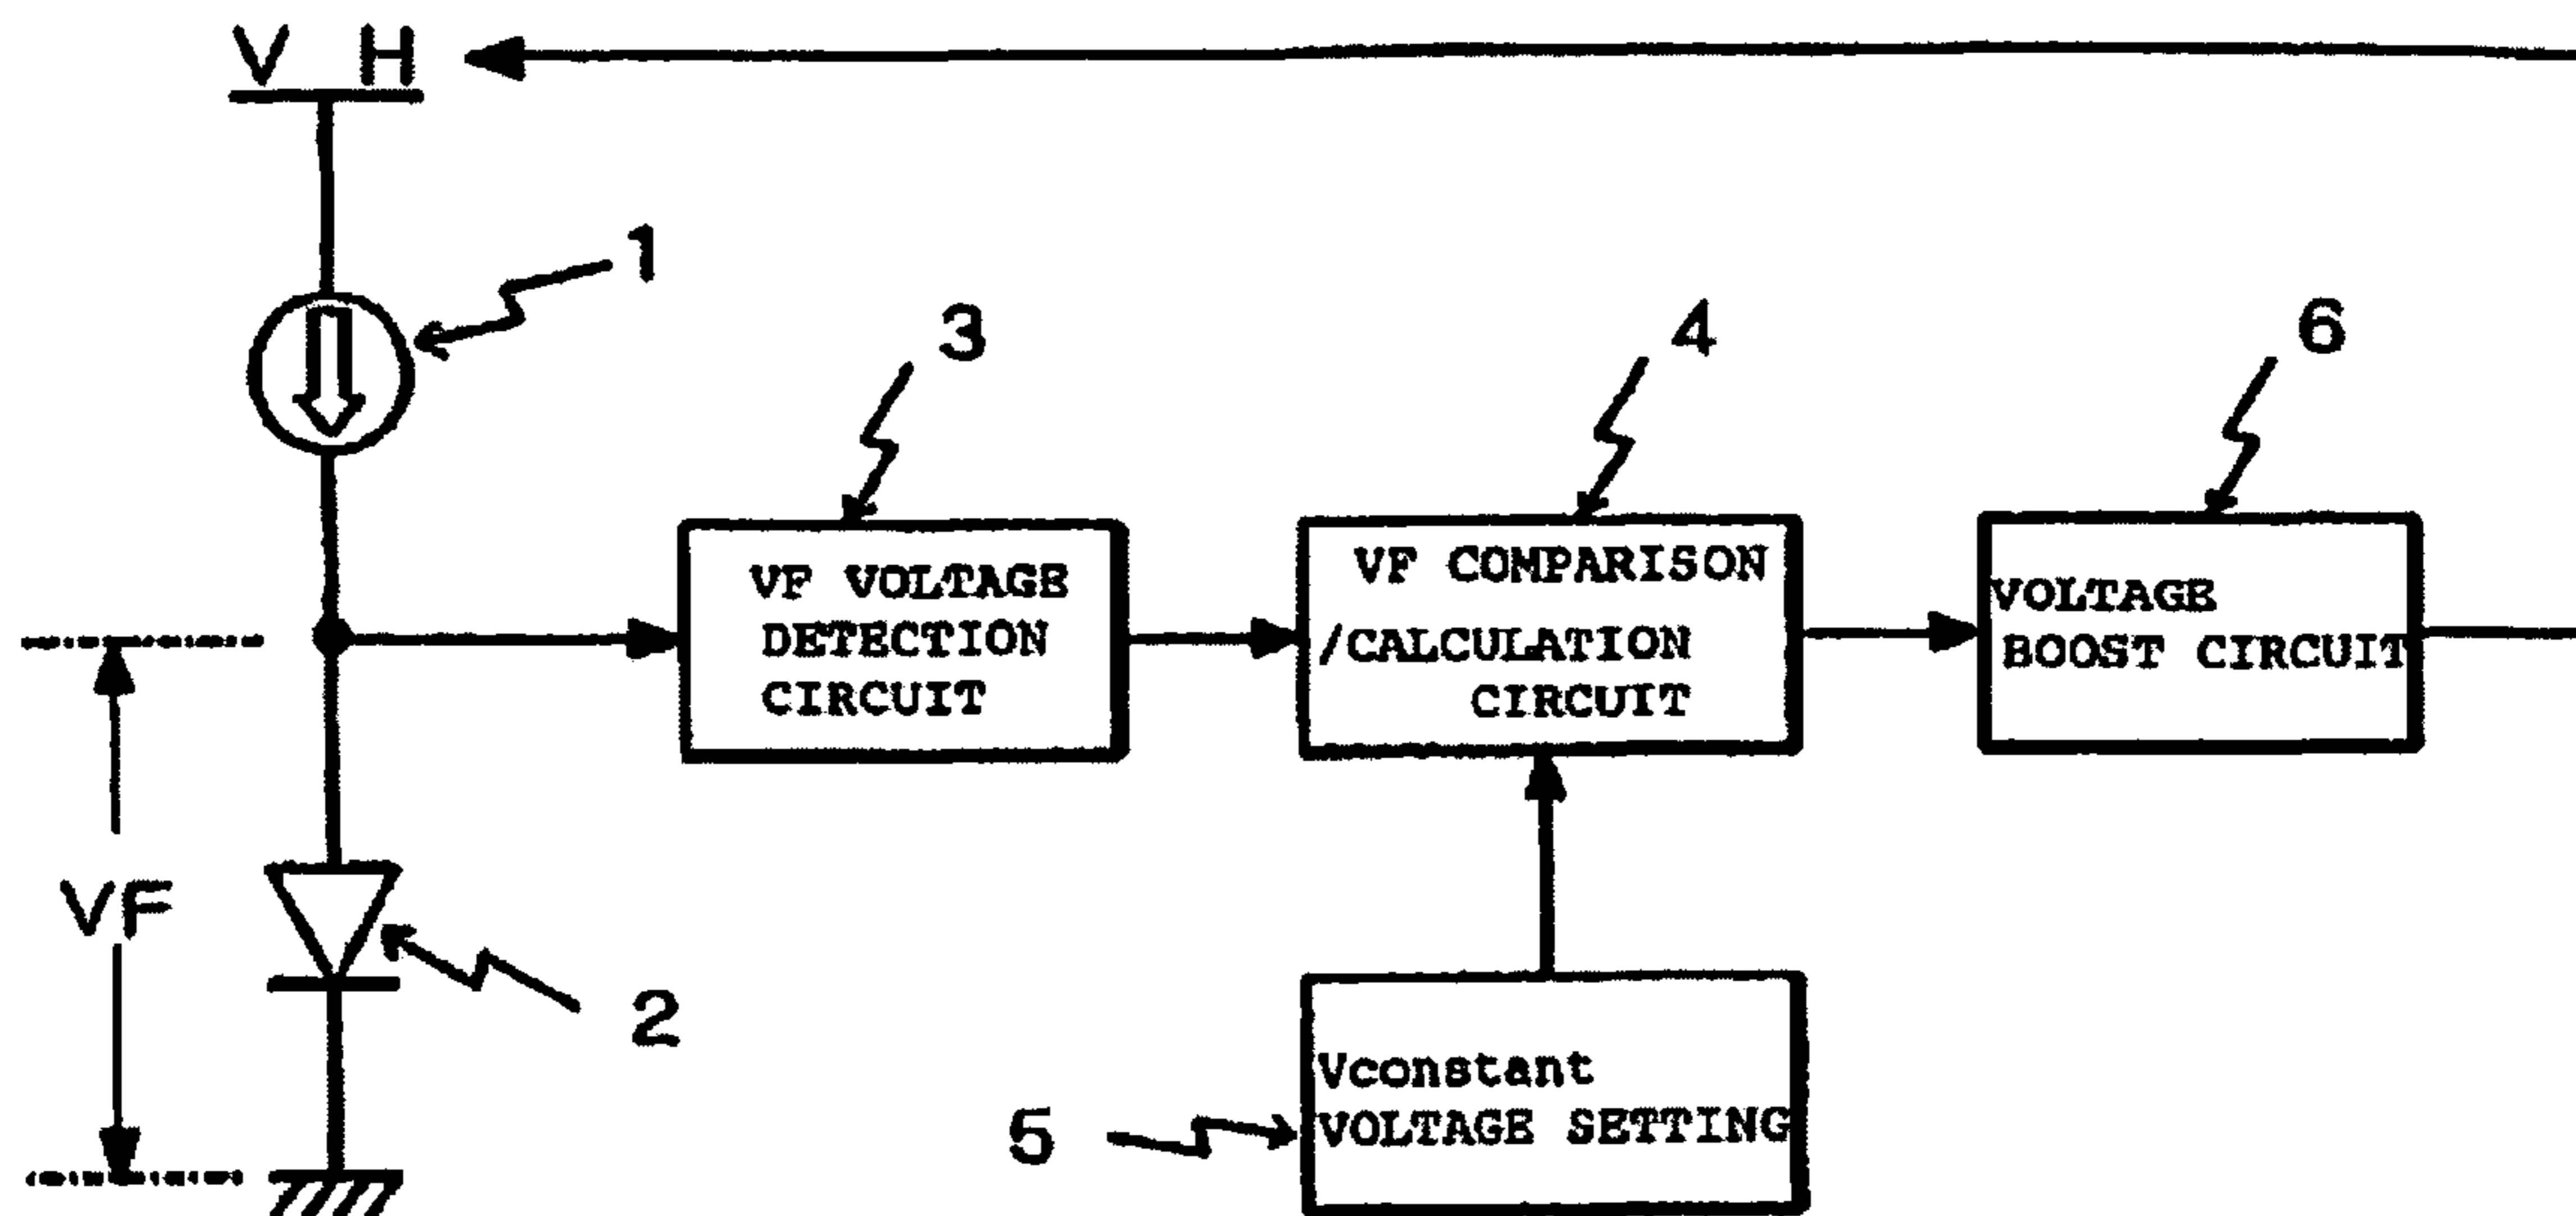 V H
1
3
4
6
VF VOLTAGE
DETECTION
CIRCUIT
VF COMPARISON
/CALCULATION
CIRCUIT
VOLTAGE
BOOST CIRCUIT
VF
2
5
Vconstant
VOLTAGE SETTING